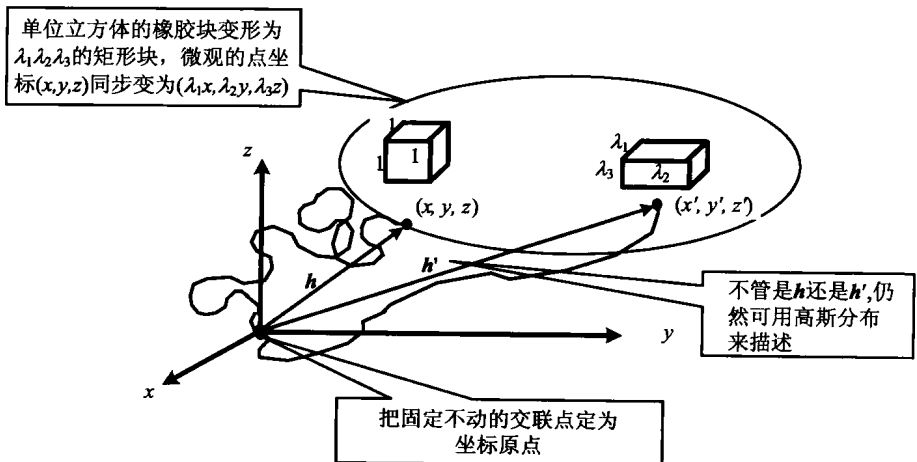 单位立方体的橡胶块变形为
λ₁λ₂λ₃的矩形块，微观的点坐
标(x,y,z)同步变为(λ₁x,λ₂y,λ₃z)
1
1
1
λ₁
λ₃
λ₂
z
(x, y, z)
(x′, y′, z′)
h
h'
不管是h还是h′,仍
然可用高斯分布
来描述
y
x
把固定不动的交联点定为
坐标原点